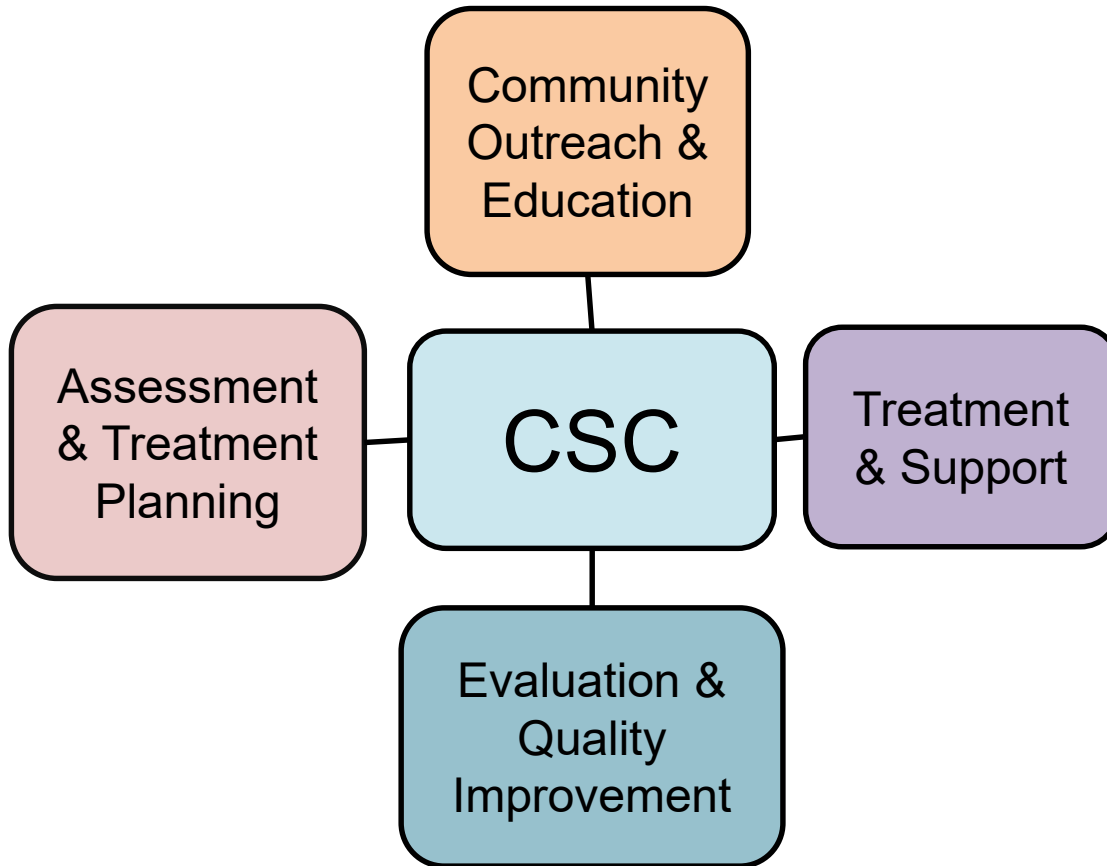 Community
Outreach &
Education
Assessment
& Treatment
Planning
CSC
Treatment
& Support
Evaluation &
Quality
Improvement